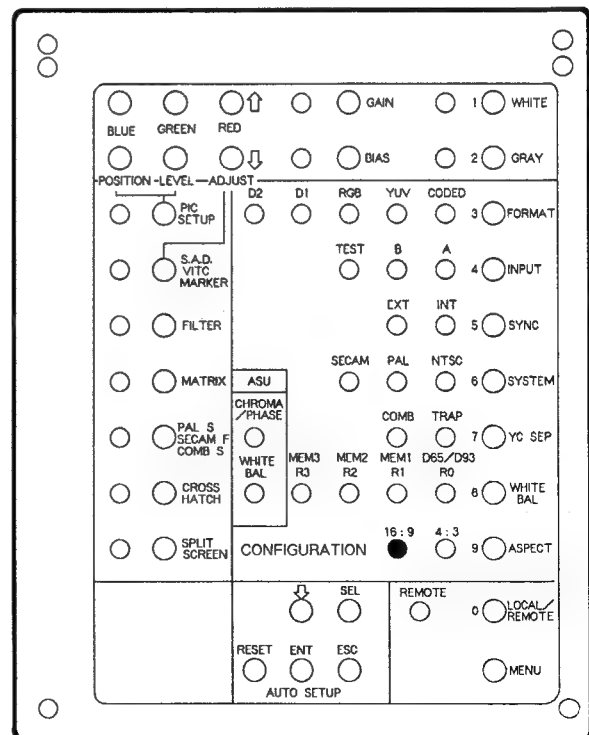 ⇧ GAIN 1 WHITE
BLUE GREEN RED
⇩ BIAS 2 GRAY
POSITION - LEVEL - ADJUST
D2 D1 RGB YUV CODED
PIC
SETUP
3 FORMAT
TEST B A
S.A.D.
VITC
MARKER
4 INPUT
EXT INT
FILTER
5 SYNC
SECAM PAL NTSC
MATRIX
ASU
6 SYSTEM
CHROMA
/PHASE
COMB TRAP
PAL S
SECAM F
COMB S
7 YC SEP
WHITE
BAL
MEM3 MEM2 MEM1 D65/D93
R3 R2 R1 R0
CROSS
HATCH
8 WHITE
BAL
16:9 4:3
SPLIT
SCREEN
CONFIGURATION
9 ASPECT
⇩ SEL REMOTE
0 LOCAL/
REMOTE
RESET ENT ESC
MENU
AUTO SETUP